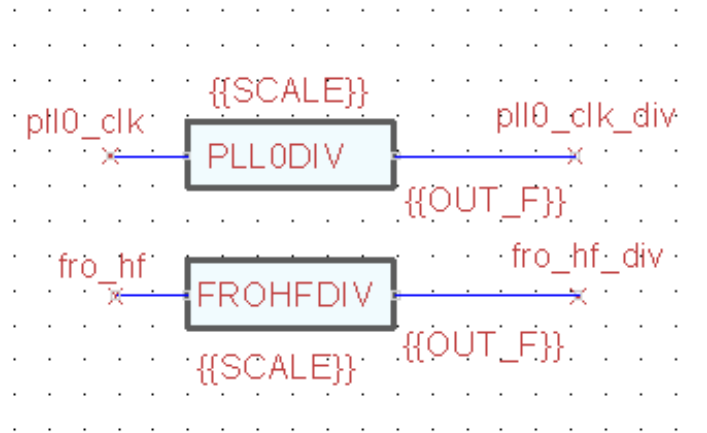 {{SCALE}}
pll0_clk
pll0_clk_div
PLL0DIV
{{OUT_F}}
fro_hf
fro_hf_div
FROHFDIV
{{OUT_F}}
{{SCALE}}